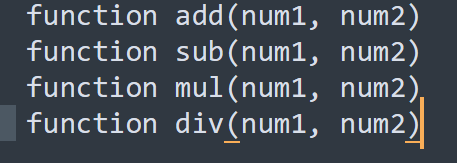 function add(num1, num2)
function sub(num1, num2)
function mul(num1, num2)
function div(num1, num2)